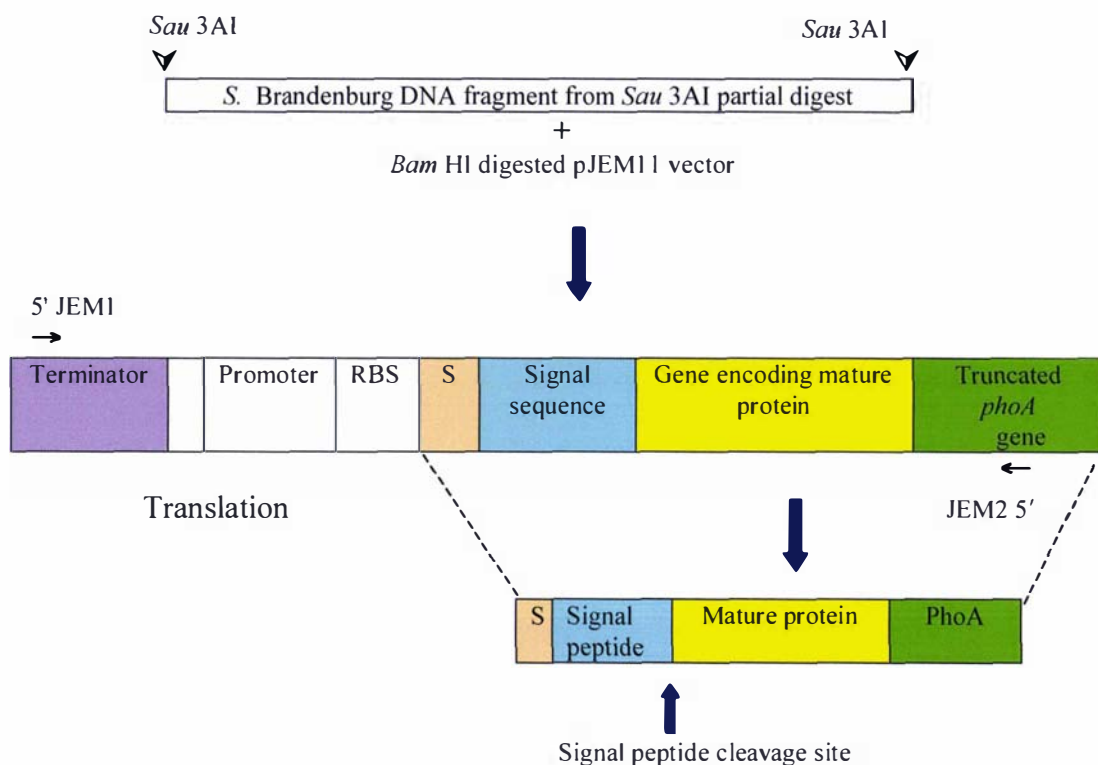 Sau 3AI
Sau 3AI
S. Brandenburg DNA fragment from Sau 3AI partial digest
+
Bam HI digested pJEM11 vector
5' JEM1
Terminator
Promoter
RBS
S
Signal
sequence
Gene encoding mature
protein
Truncated
phoA
gene
Translation
JEM2 5'
S
Signal
peptide
Mature protein
PhoA
Signal peptide cleavage site